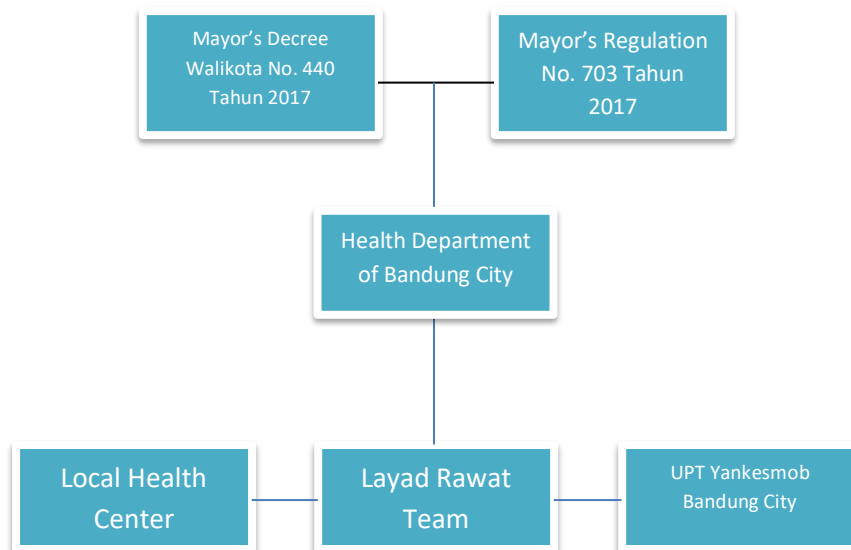 Mayor's Decree
Walikota No. 440
Tahun 2017
Mayor's Regulation
No. 703 Tahun
2017
Health Department
of Bandung City
Local Health
Center
Layad Rawat
Team
UPT Yankesmob
Bandung City